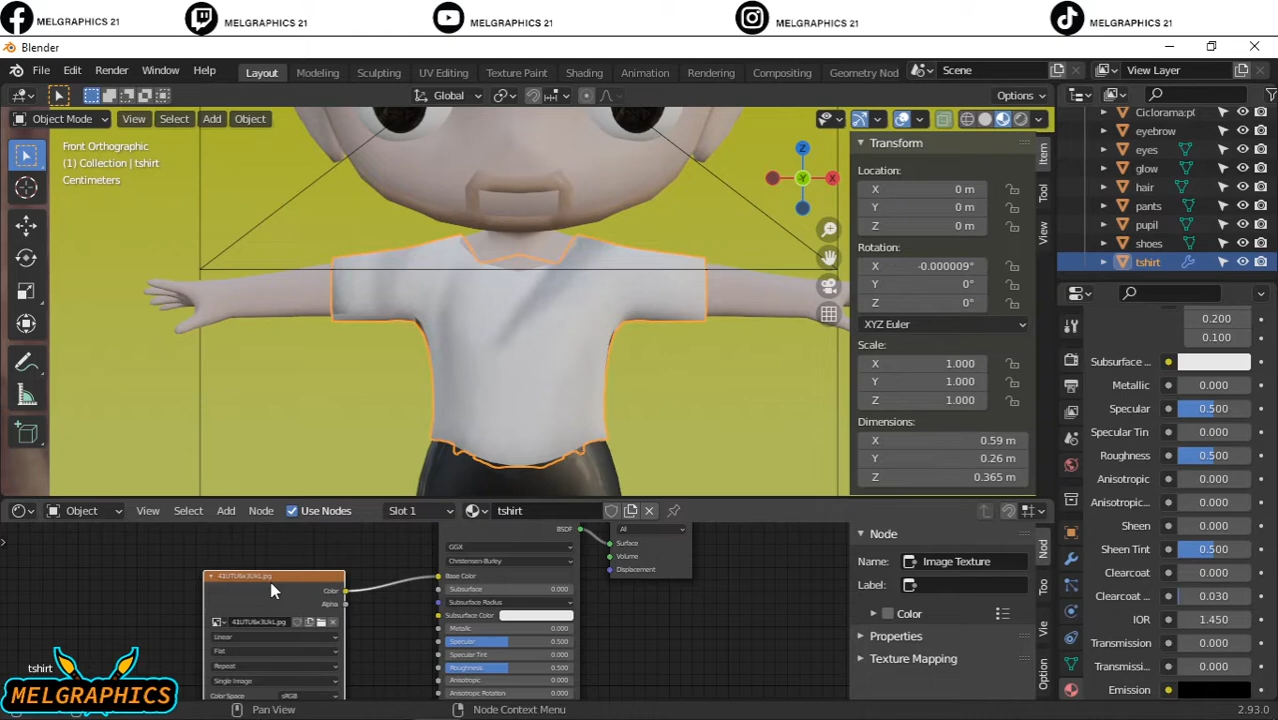 MELGRAPHICS 21 MELGRAPHICS 21 MELGRAPHICS 21 MELGRAPHICS 21 MELGRAPHICS 21
Blender
File Edit Render Window Help Layout Modeling Sculpting UV Editing Texture Paint Shading Animation Rendering Compositing Geometry Nod Scene View Layer
Global Options
Object Mode View Select Add Object
Front Orthographic
(1) Collection | tshirt
Centimeters
Z
X
Y
Transform
Location:
X 0 m
Y 0 m
Z 0 m
Rotation:
X -0.000009°
Y 0°
Z 0°
XYZ Euler
Scale:
X 1.000
Y 1.000
Z 1.000
Dimensions:
X 0.59 m
Y 0.26 m
Z 0.365 m
Item
Tool
View
eyebrow
eyes
glow
hair
pants
pupil
shoes
tshirt
0.200
0.100
Subsurface ...
Metallic 0.000
Specular 0.500
Specular Tin 0.000
Roughness 0.500
Anisotropic 0.000
Anisotropic... 0.000
Sheen 0.000
Sheen Tint 0.500
Clearcoat 0.000
Clearcoat ... 0.030
IOR 1.450
Transmission 0.000
Transmissi... 0.000
Emission
Object View Select Add Node Use Nodes Slot 1 tshirt
BSDF
GGX
Christensen-Burley
Base Color
Subsurface 0.000
Subsurface Radius
Subsurface Color
Metallic 0.000
Specular 0.500
Specular Tint 0.000
Roughness 0.500
Anisotropic 0.000
Anisotropic Rotation 0.000
All
Surface
Volume
Displacement
Color
Alpha
Linear
Flat
Repeat
Single Image
Color Space sRGB
Node
Name: Image Texture
Label:
Color
Properties
Texture Mapping
Nod
Too
Vie
Option
tshirt
MELGRAPHICS
Pan View Node Context Menu 2.93.0